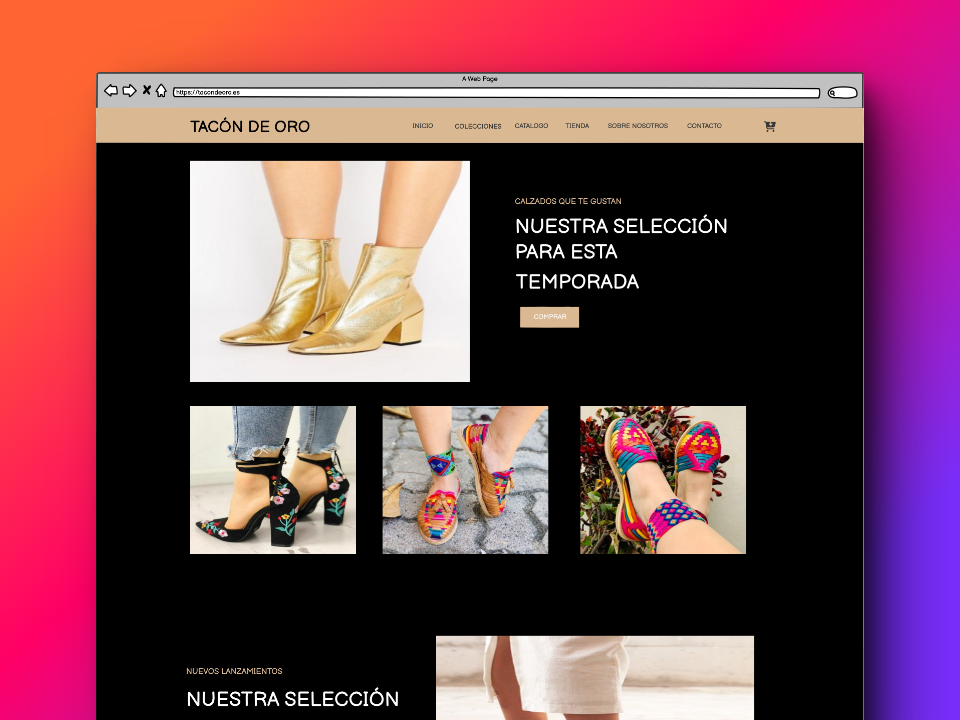 A Web Page
https://tacondeoro.es
TACÓN DE ORO
INICIO
COLECCIONES
CATALOGO
TIENDA
SOBRE NOSOTROS
CONTACTO
CALZADOS QUE TE GUSTAN
NUESTRA SELECCIÓN
PARA ESTA
TEMPORADA
COMPRAR
NUEVOS LANZAMIENTOS
NUESTRA SELECCIÓN